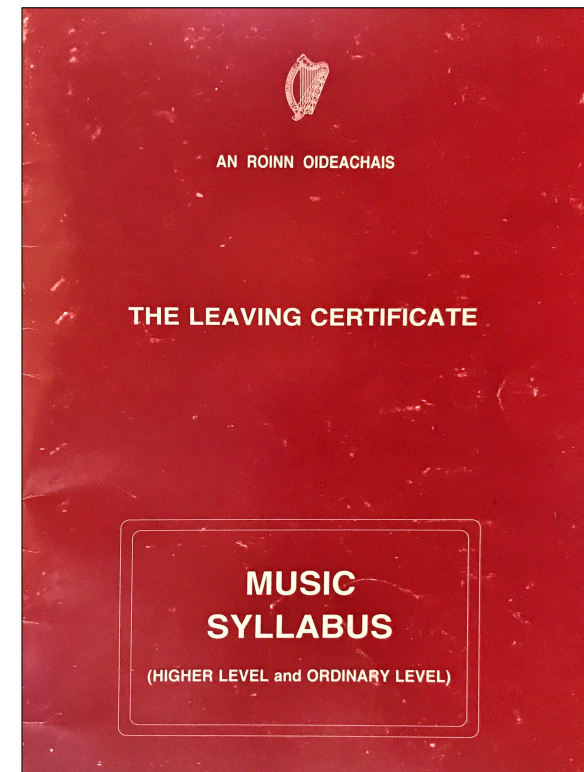 AN ROINN OIDEACHAIS
THE LEAVING CERTIFICATE
MUSIC
SYLLABUS
(HIGHER LEVEL and ORDINARY LEVEL)